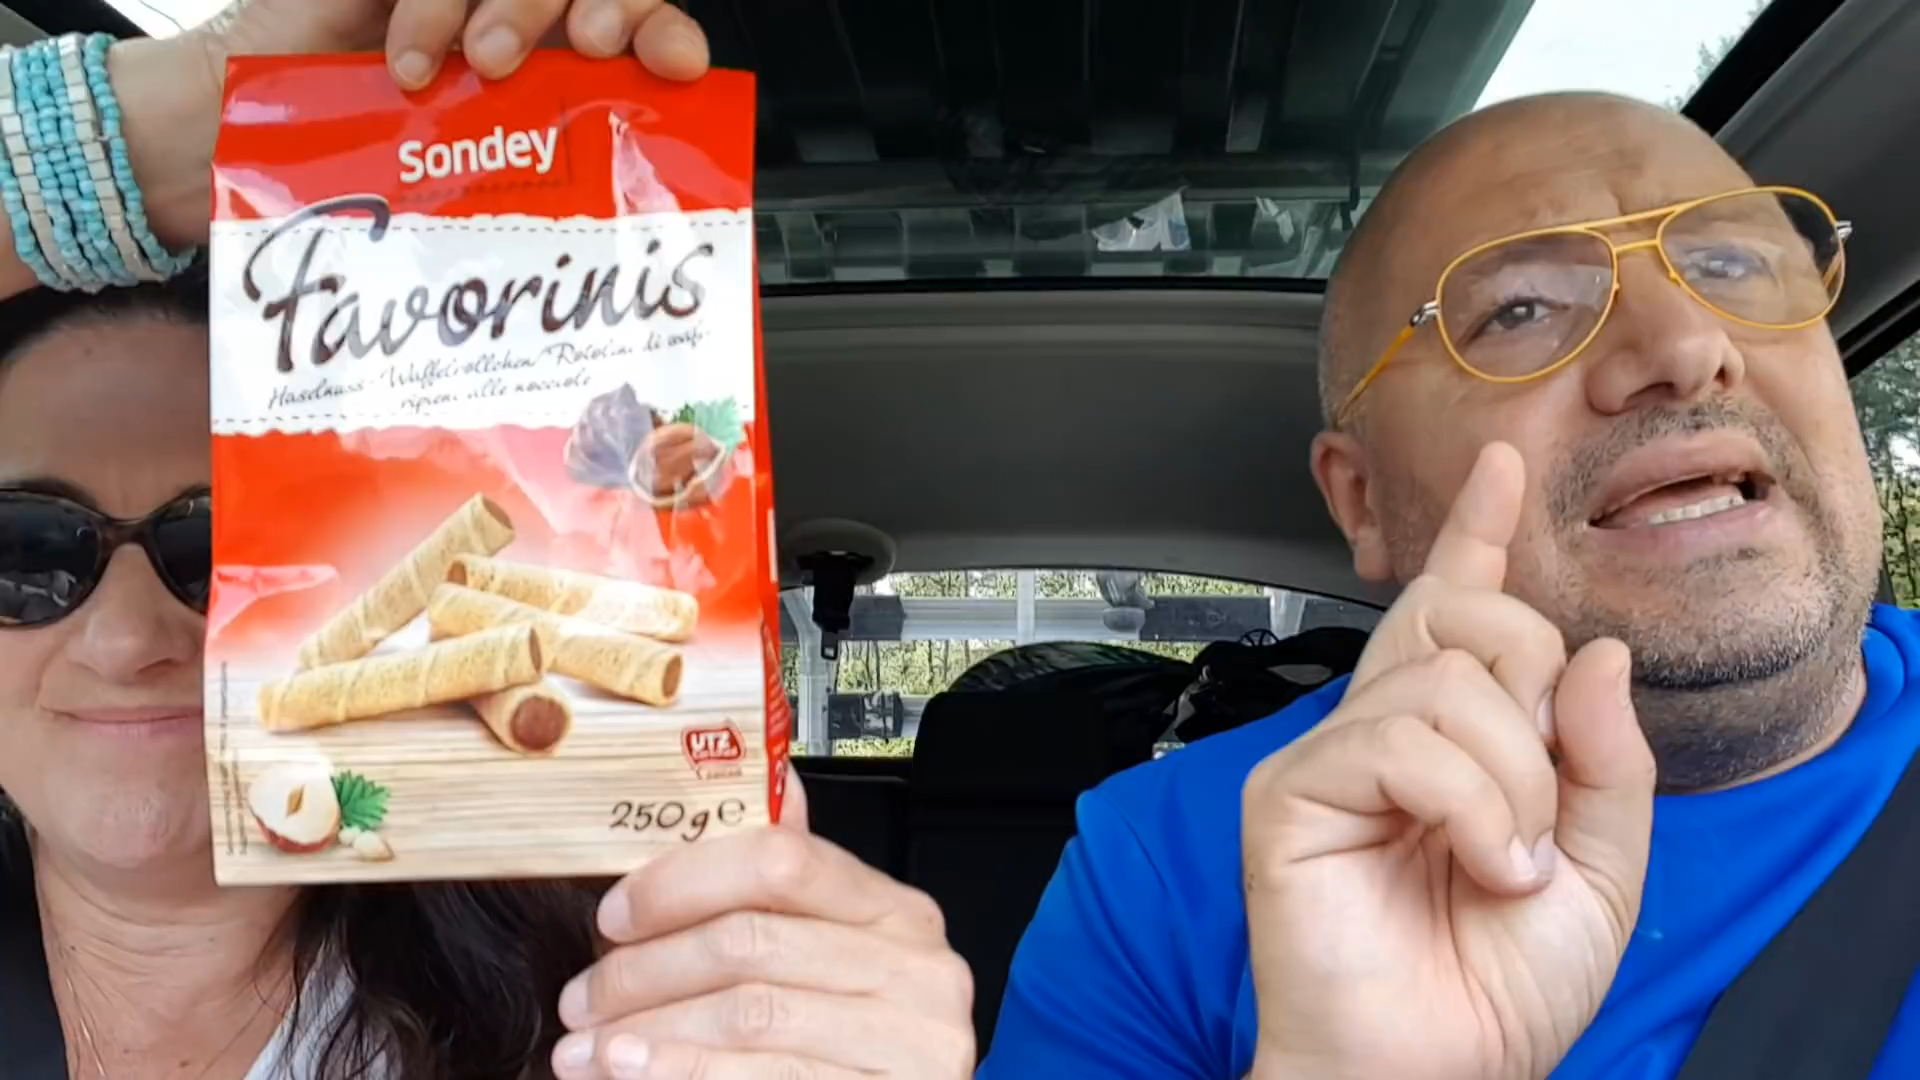 Sondey
Favorinis
Haselnuss-Waffelröllchen/Rotolini di wafer
ripieni alle nocciole
UTZ
250g e